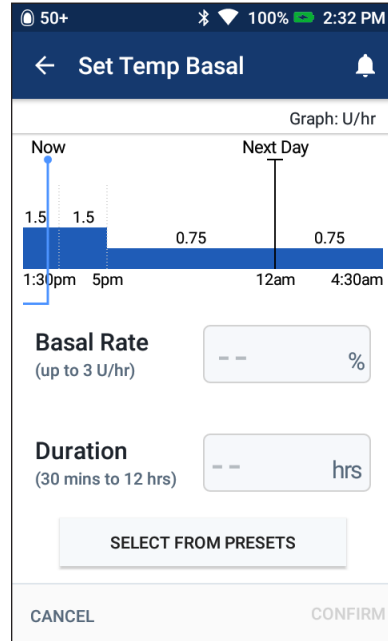 50+ 100% 2:32 PM
Set Temp Basal
Graph: U/hr
Now Next Day
1.5 1.5
0.75 0.75
1:30pm 5pm 12am 4:30am
Basal Rate
(up to 3 U/hr)
-- %
Duration
(30 mins to 12 hrs)
-- hrs
SELECT FROM PRESETS
CANCEL CONFIRM